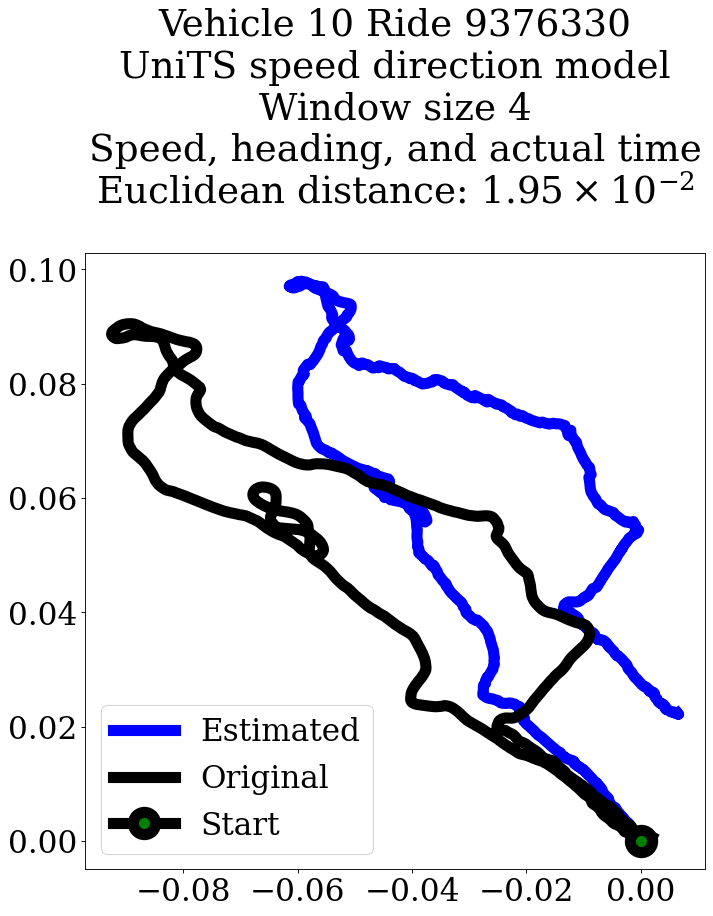 Vehicle 10 Ride 9376330
UniTS speed direction model
Window size 4
Speed, heading, and actual time
Euclidean distance: 1.95 × 10⁻²
0.10
0.08
0.06
0.04
0.02
0.00
Estimated
Original
Start
−0.08 −0.06 −0.04 −0.02 0.00